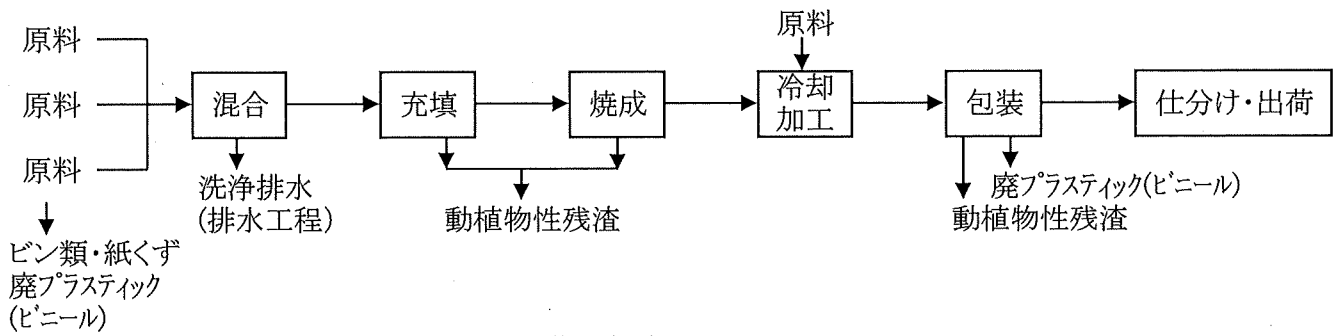 原料
原料
原料
原料
混合
充填
焼成
冷却
加工
包装
仕分け・出荷
洗浄排水
(排水工程)
動植物性残渣
廃プラスティック(ビニール)
動植物性残渣
ビン類・紙くず
廃プラスティック
(ビニール)